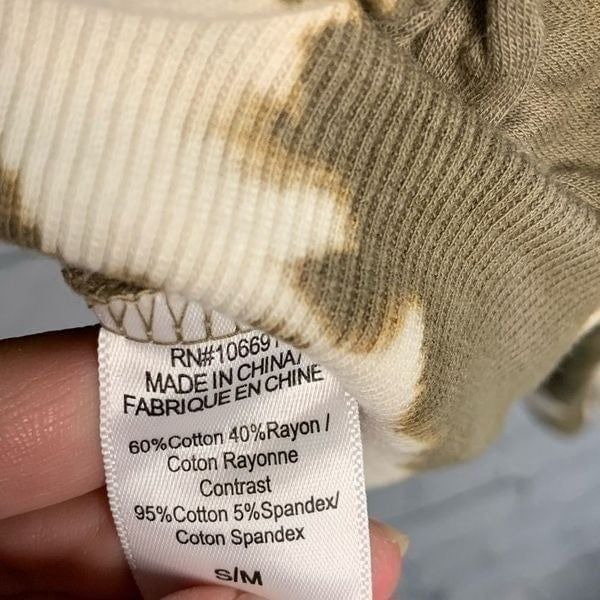 MADE IN CHINA/
FABRIQUE EN CHINE
60%Cotton 40%Rayon /
Coton Rayonne
Contrast
95%Cotton 5%Spandex/
Coton Spandex
S/M